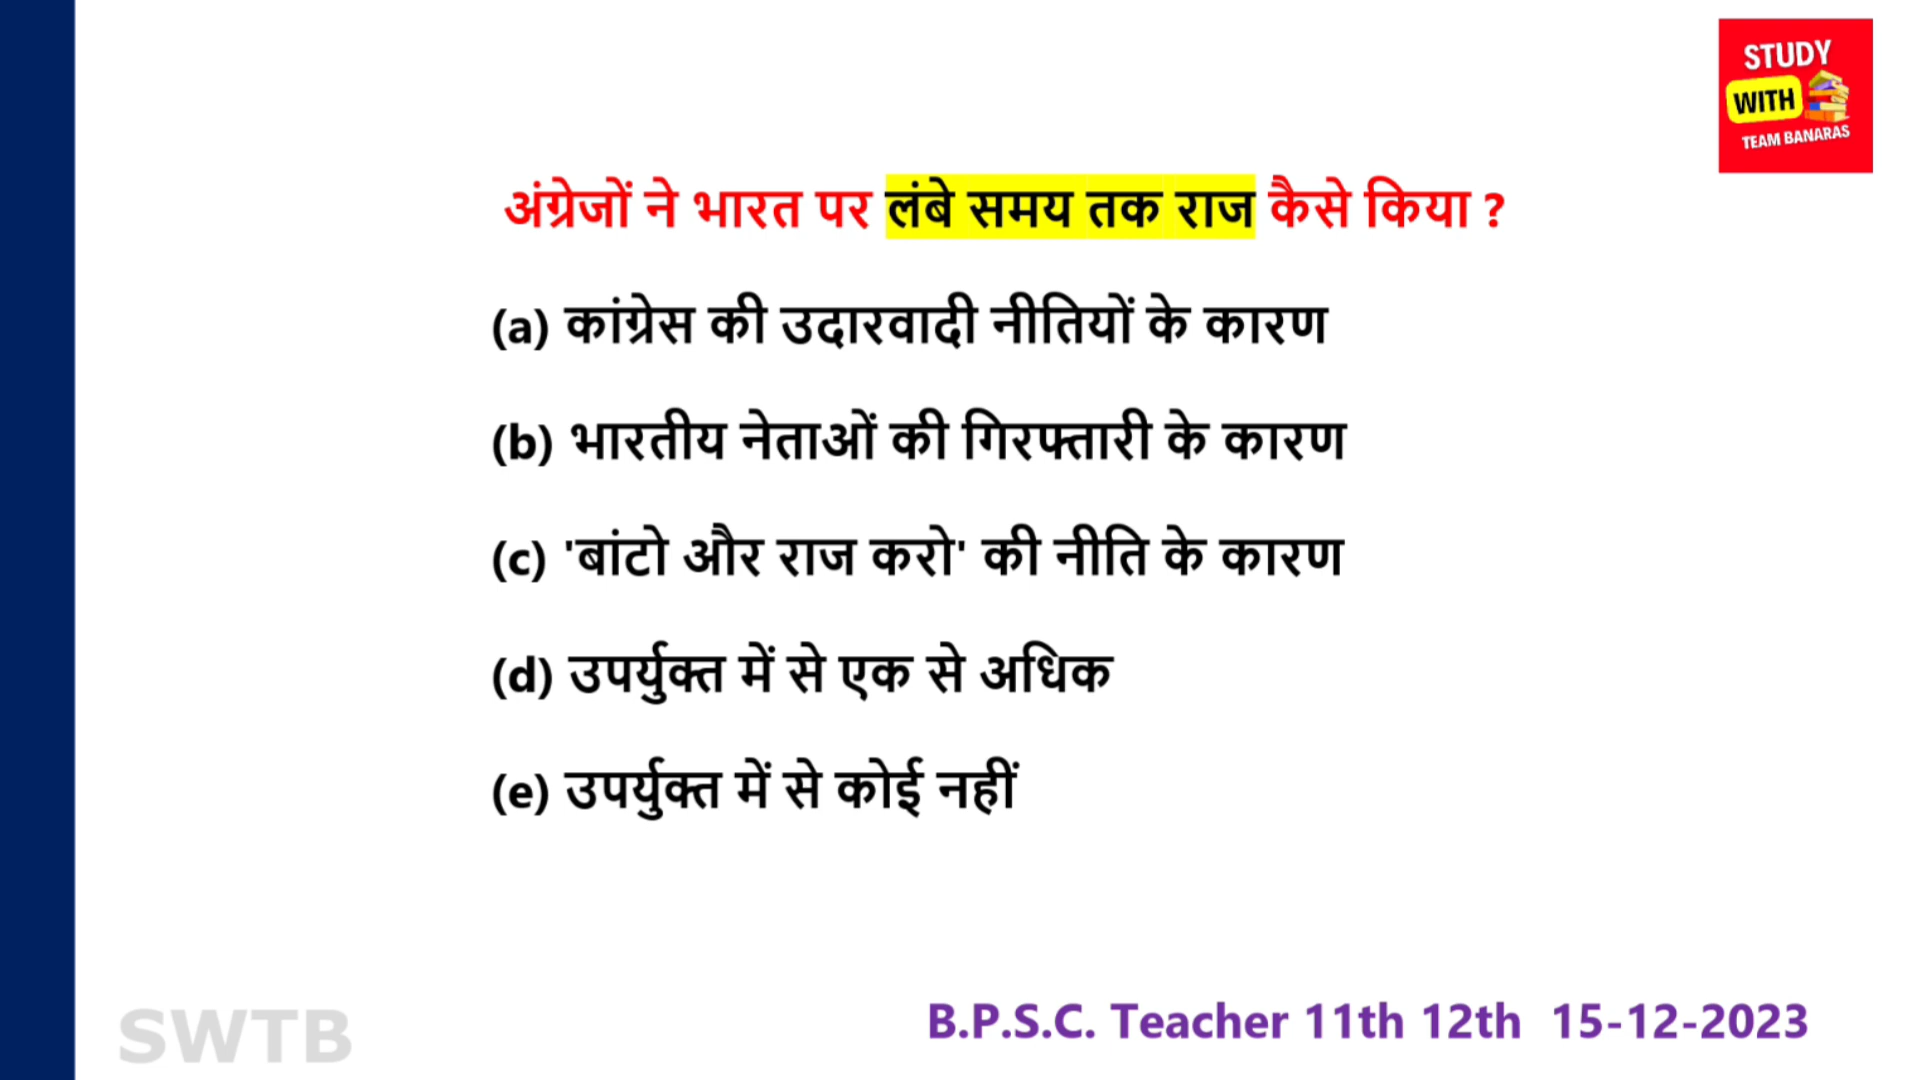 STUDY
WITH
TEAM BANARAS
अंग्रेजों ने भारत पर लंबे समय तक राज कैसे किया ?
(a) कांग्रेस की उदारवादी नीतियों के कारण
(b) भारतीय नेताओं की गिरफ्तारी के कारण
(c) 'बांटो और राज करो' की नीति के कारण
(d) उपर्युक्त में से एक से अधिक
(e) उपर्युक्त में से कोई नहीं
SWTB
B.P.S.C. Teacher 11th 12th 15-12-2023